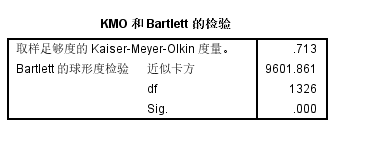 KMO 和 Bartlett 的检验
取样足够度的 Kaiser-Meyer-Olkin 度量。 .713
Bartlett 的球形度检验 近似卡方 9601.861
df 1326
Sig. .000